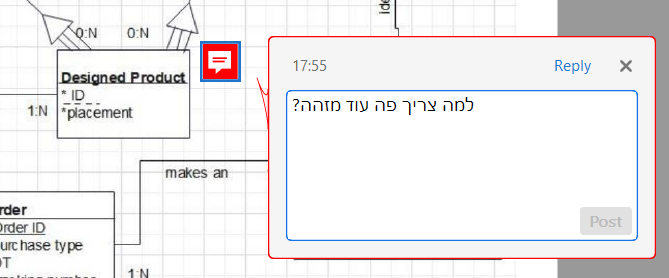 ide
0:N
0:N
Designed Product
* ID
*placement
1:N
17:55
Reply
למה צריך פה עוד מזהה?
Post
makes an
rder
Order ID
urchase type
OT
1:N